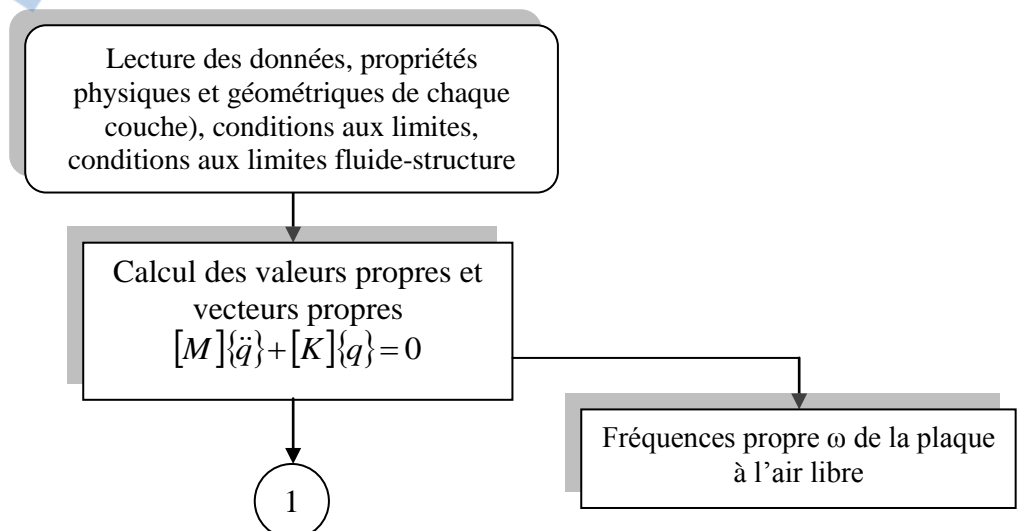 Lecture des données, propriétés
physiques et géométriques de chaque
couche), conditions aux limites,
conditions aux limites fluide-structure
Calcul des valeurs propres et
vecteurs propres
[M]{q̈}+[K]{q}=0
Fréquences propre ω de la plaque
à l’air libre
1